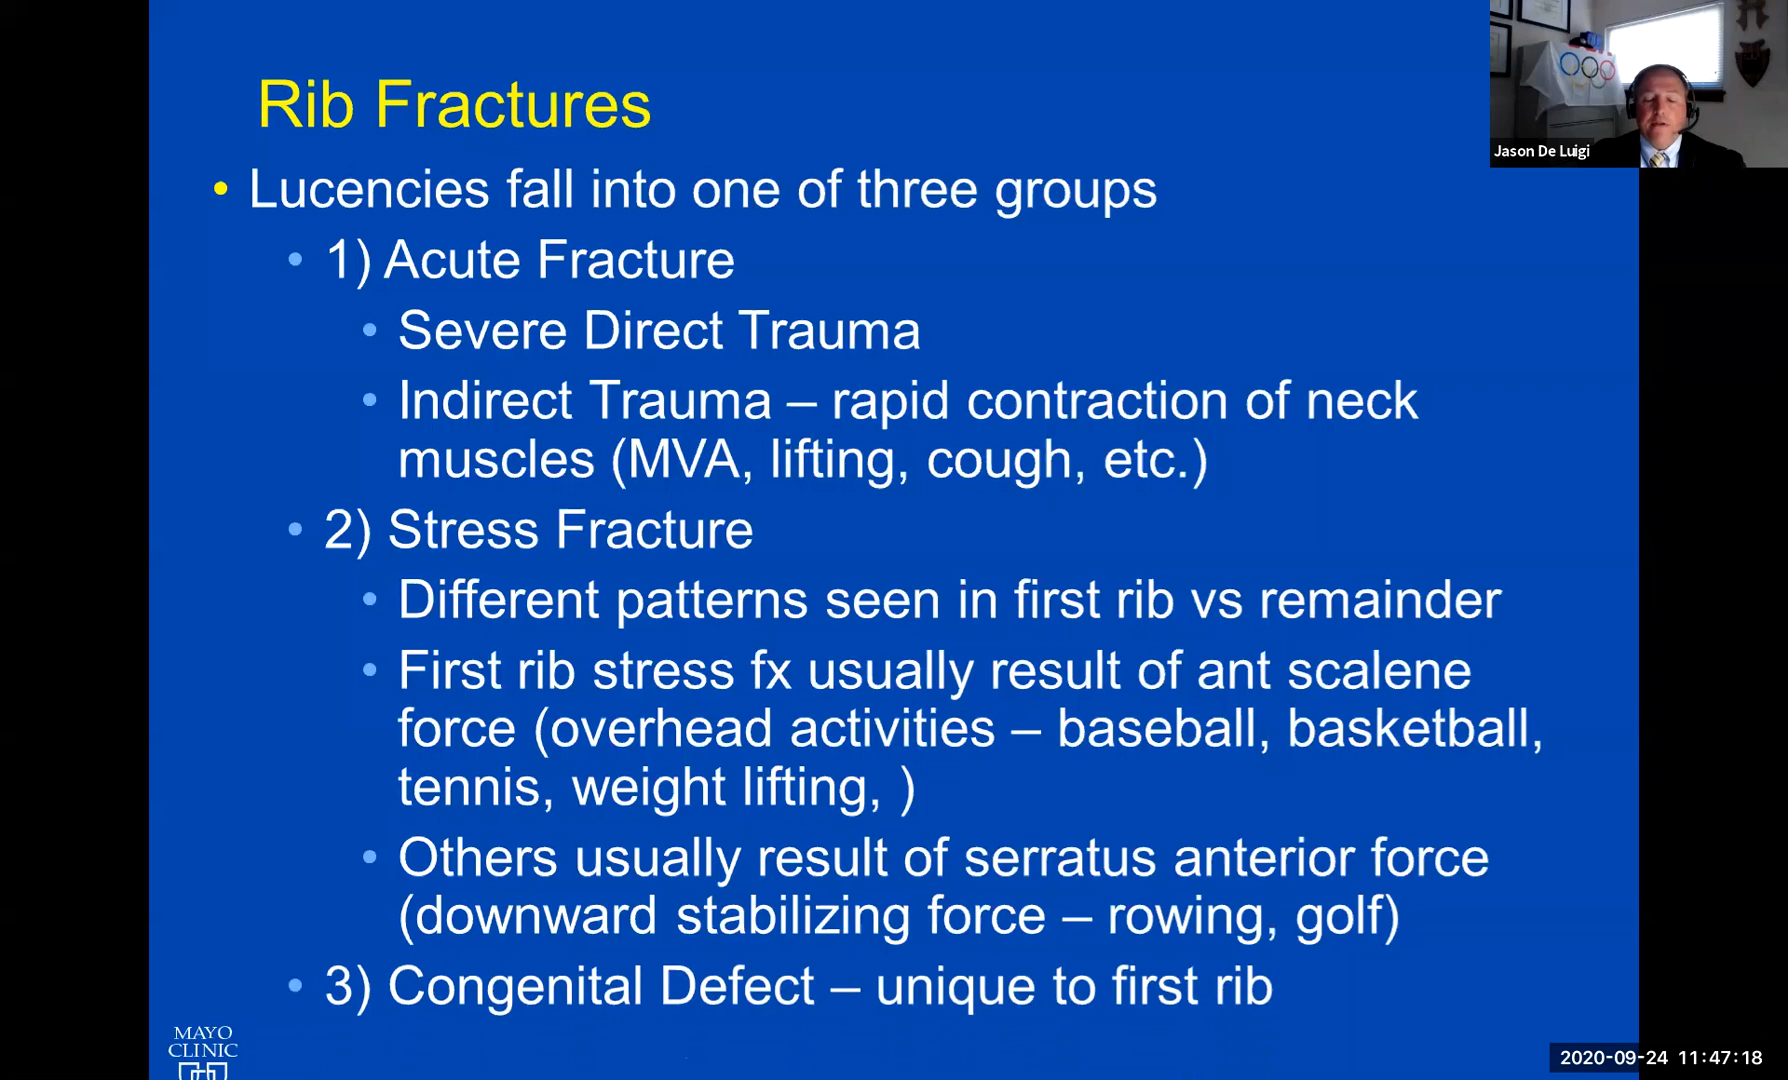 Rib Fractures
• Lucencies fall into one of three groups
• 1) Acute Fracture
• Severe Direct Trauma
• Indirect Trauma – rapid contraction of neck
muscles (MVA, lifting, cough, etc.)
• 2) Stress Fracture
• Different patterns seen in first rib vs remainder
• First rib stress fx usually result of ant scalene
force (overhead activities – baseball, basketball,
tennis, weight lifting, )
• Others usually result of serratus anterior force
(downward stabilizing force – rowing, golf)
• 3) Congenital Defect – unique to first rib
MAYO
CLINIC
Jason De Luigi
2020-09-24 11:47:18